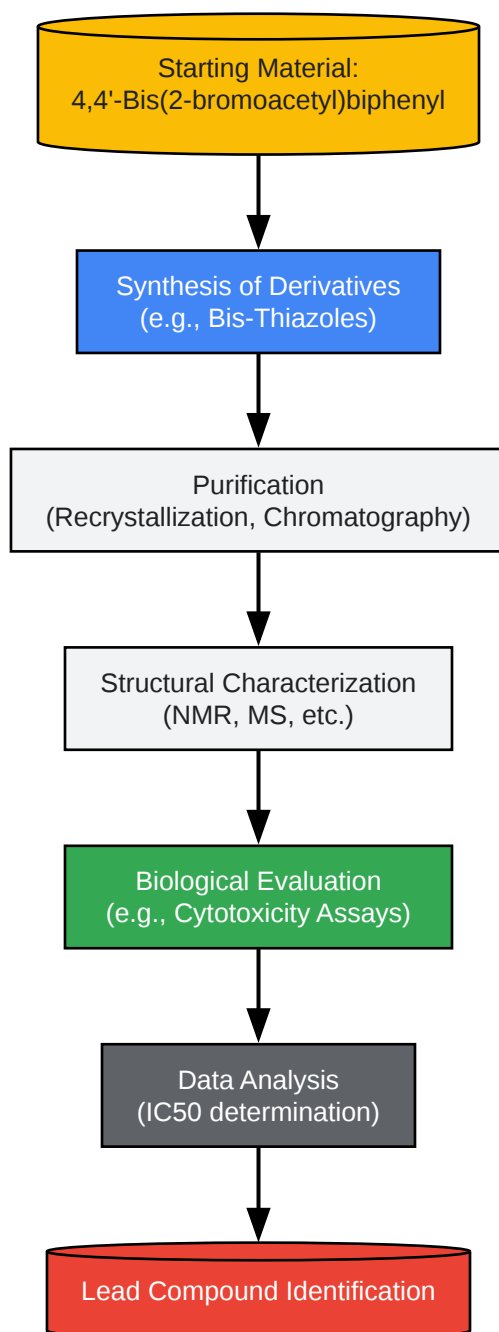 Starting Material:
4,4'-Bis(2-bromoacetyl)biphenyl
Synthesis of Derivatives
(e.g., Bis-Thiazoles)
Purification
(Recrystallization, Chromatography)
Structural Characterization
(NMR, MS, etc.)
Biological Evaluation
(e.g., Cytotoxicity Assays)
Data Analysis
(IC50 determination)
Lead Compound Identification